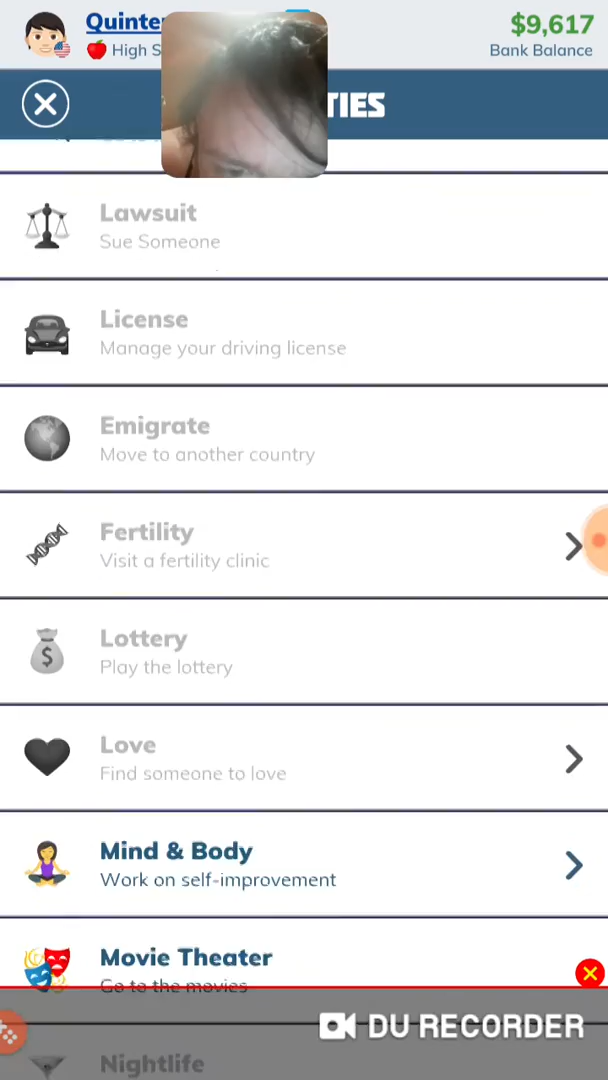 Quinte
$9,617
High S
Bank Balance
TIES
Lawsuit
Sue Someone
License
Manage your driving license
Emigrate
Move to another country
Fertility
Visit a fertility clinic
Lottery
Play the lottery
Love
Find someone to love
Mind & Body
Work on self-improvement
Movie Theater
Go to the movies
DU RECORDER
Nightlife